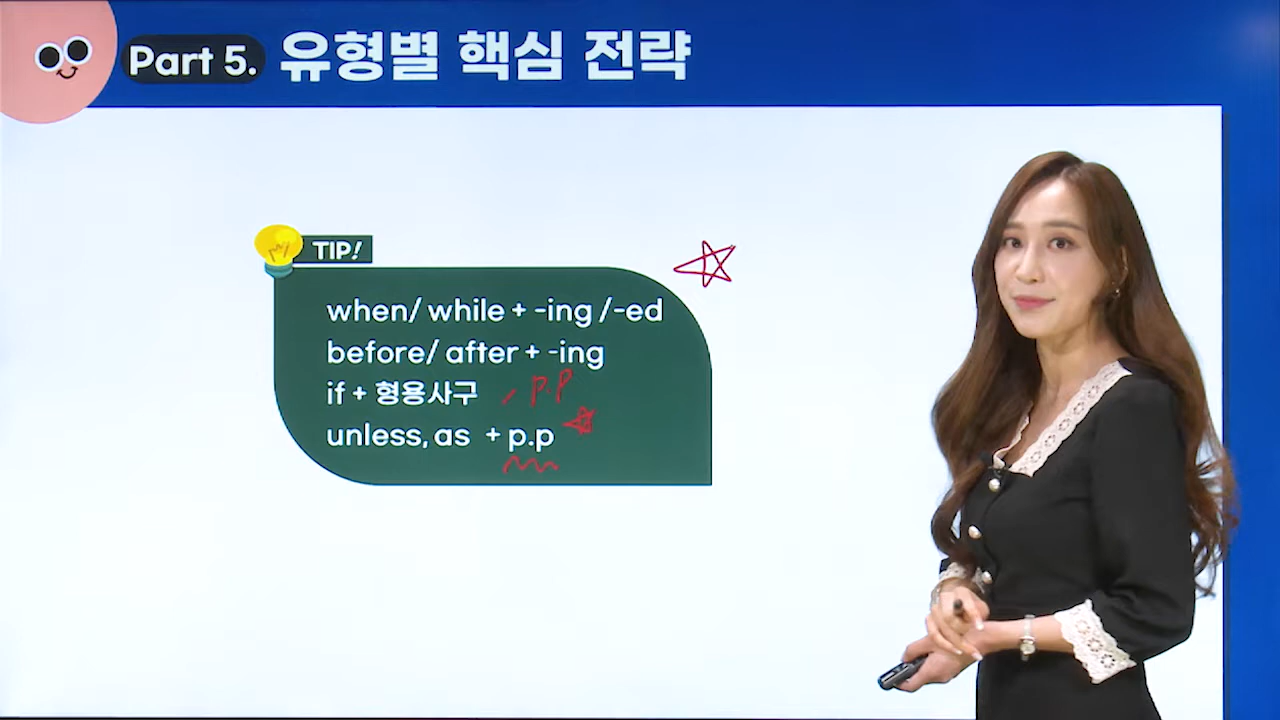 Part 5. 유형별 핵심 전략
TIP!
when/ while + -ing /-ed
before/ after + -ing
if + 형용사구 , p.p
unless, as + p.p